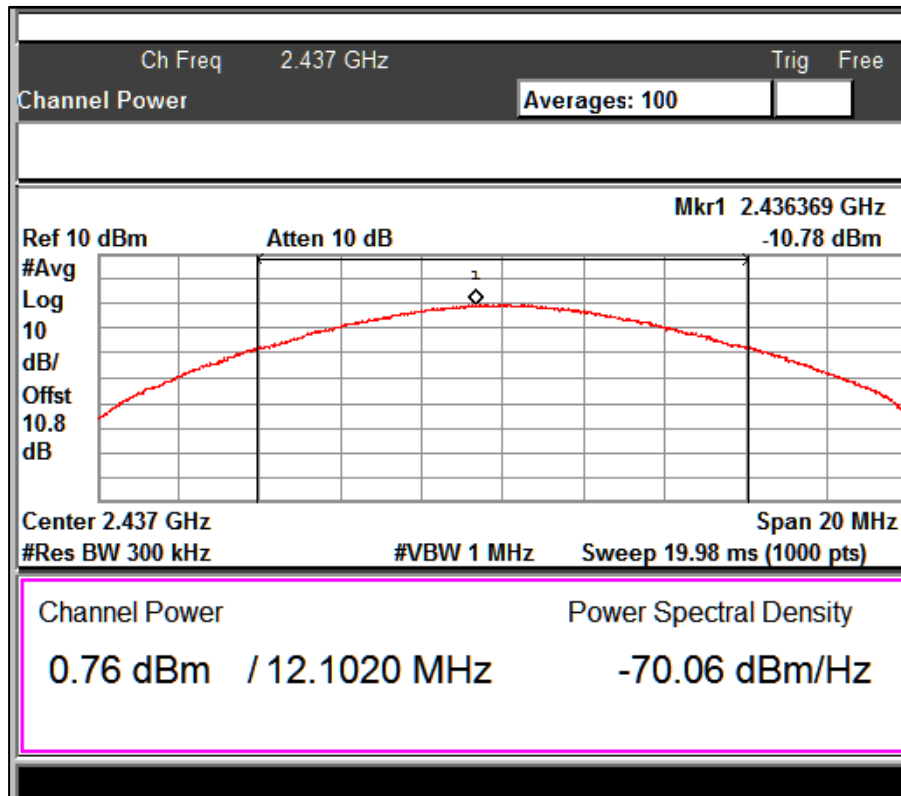 Ch Freq 2.437 GHz Trig Free
Channel Power Averages: 100
Mkr1 2.436369 GHz
Ref 10 dBm Atten 10 dB -10.78 dBm
#Avg
Log
10
dB/
Offst
10.8
dB
1
Center 2.437 GHz Span 20 MHz
#Res BW 300 kHz #VBW 1 MHz Sweep 19.98 ms (1000 pts)
Channel Power Power Spectral Density
0.76 dBm / 12.1020 MHz -70.06 dBm/Hz